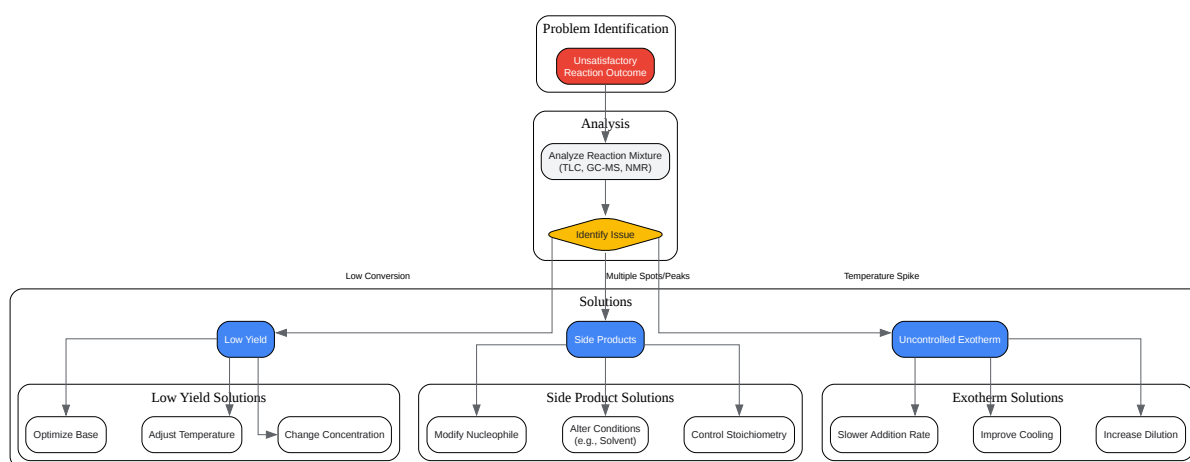 Problem Identification
Unsatisfactory
Reaction Outcome
Analysis
Analyze Reaction Mixture
(TLC, GC-MS, NMR)
Identify Issue
Low Conversion
Multiple Spots/Peaks
Temperature Spike
Solutions
Low Yield
Side Products
Uncontrolled Exotherm
Low Yield Solutions
Side Product Solutions
Exotherm Solutions
Optimize Base
Adjust Temperature
Change Concentration
Modify Nucleophile
Alter Conditions
(e.g., Solvent)
Control Stoichiometry
Slower Addition Rate
Improve Cooling
Increase Dilution